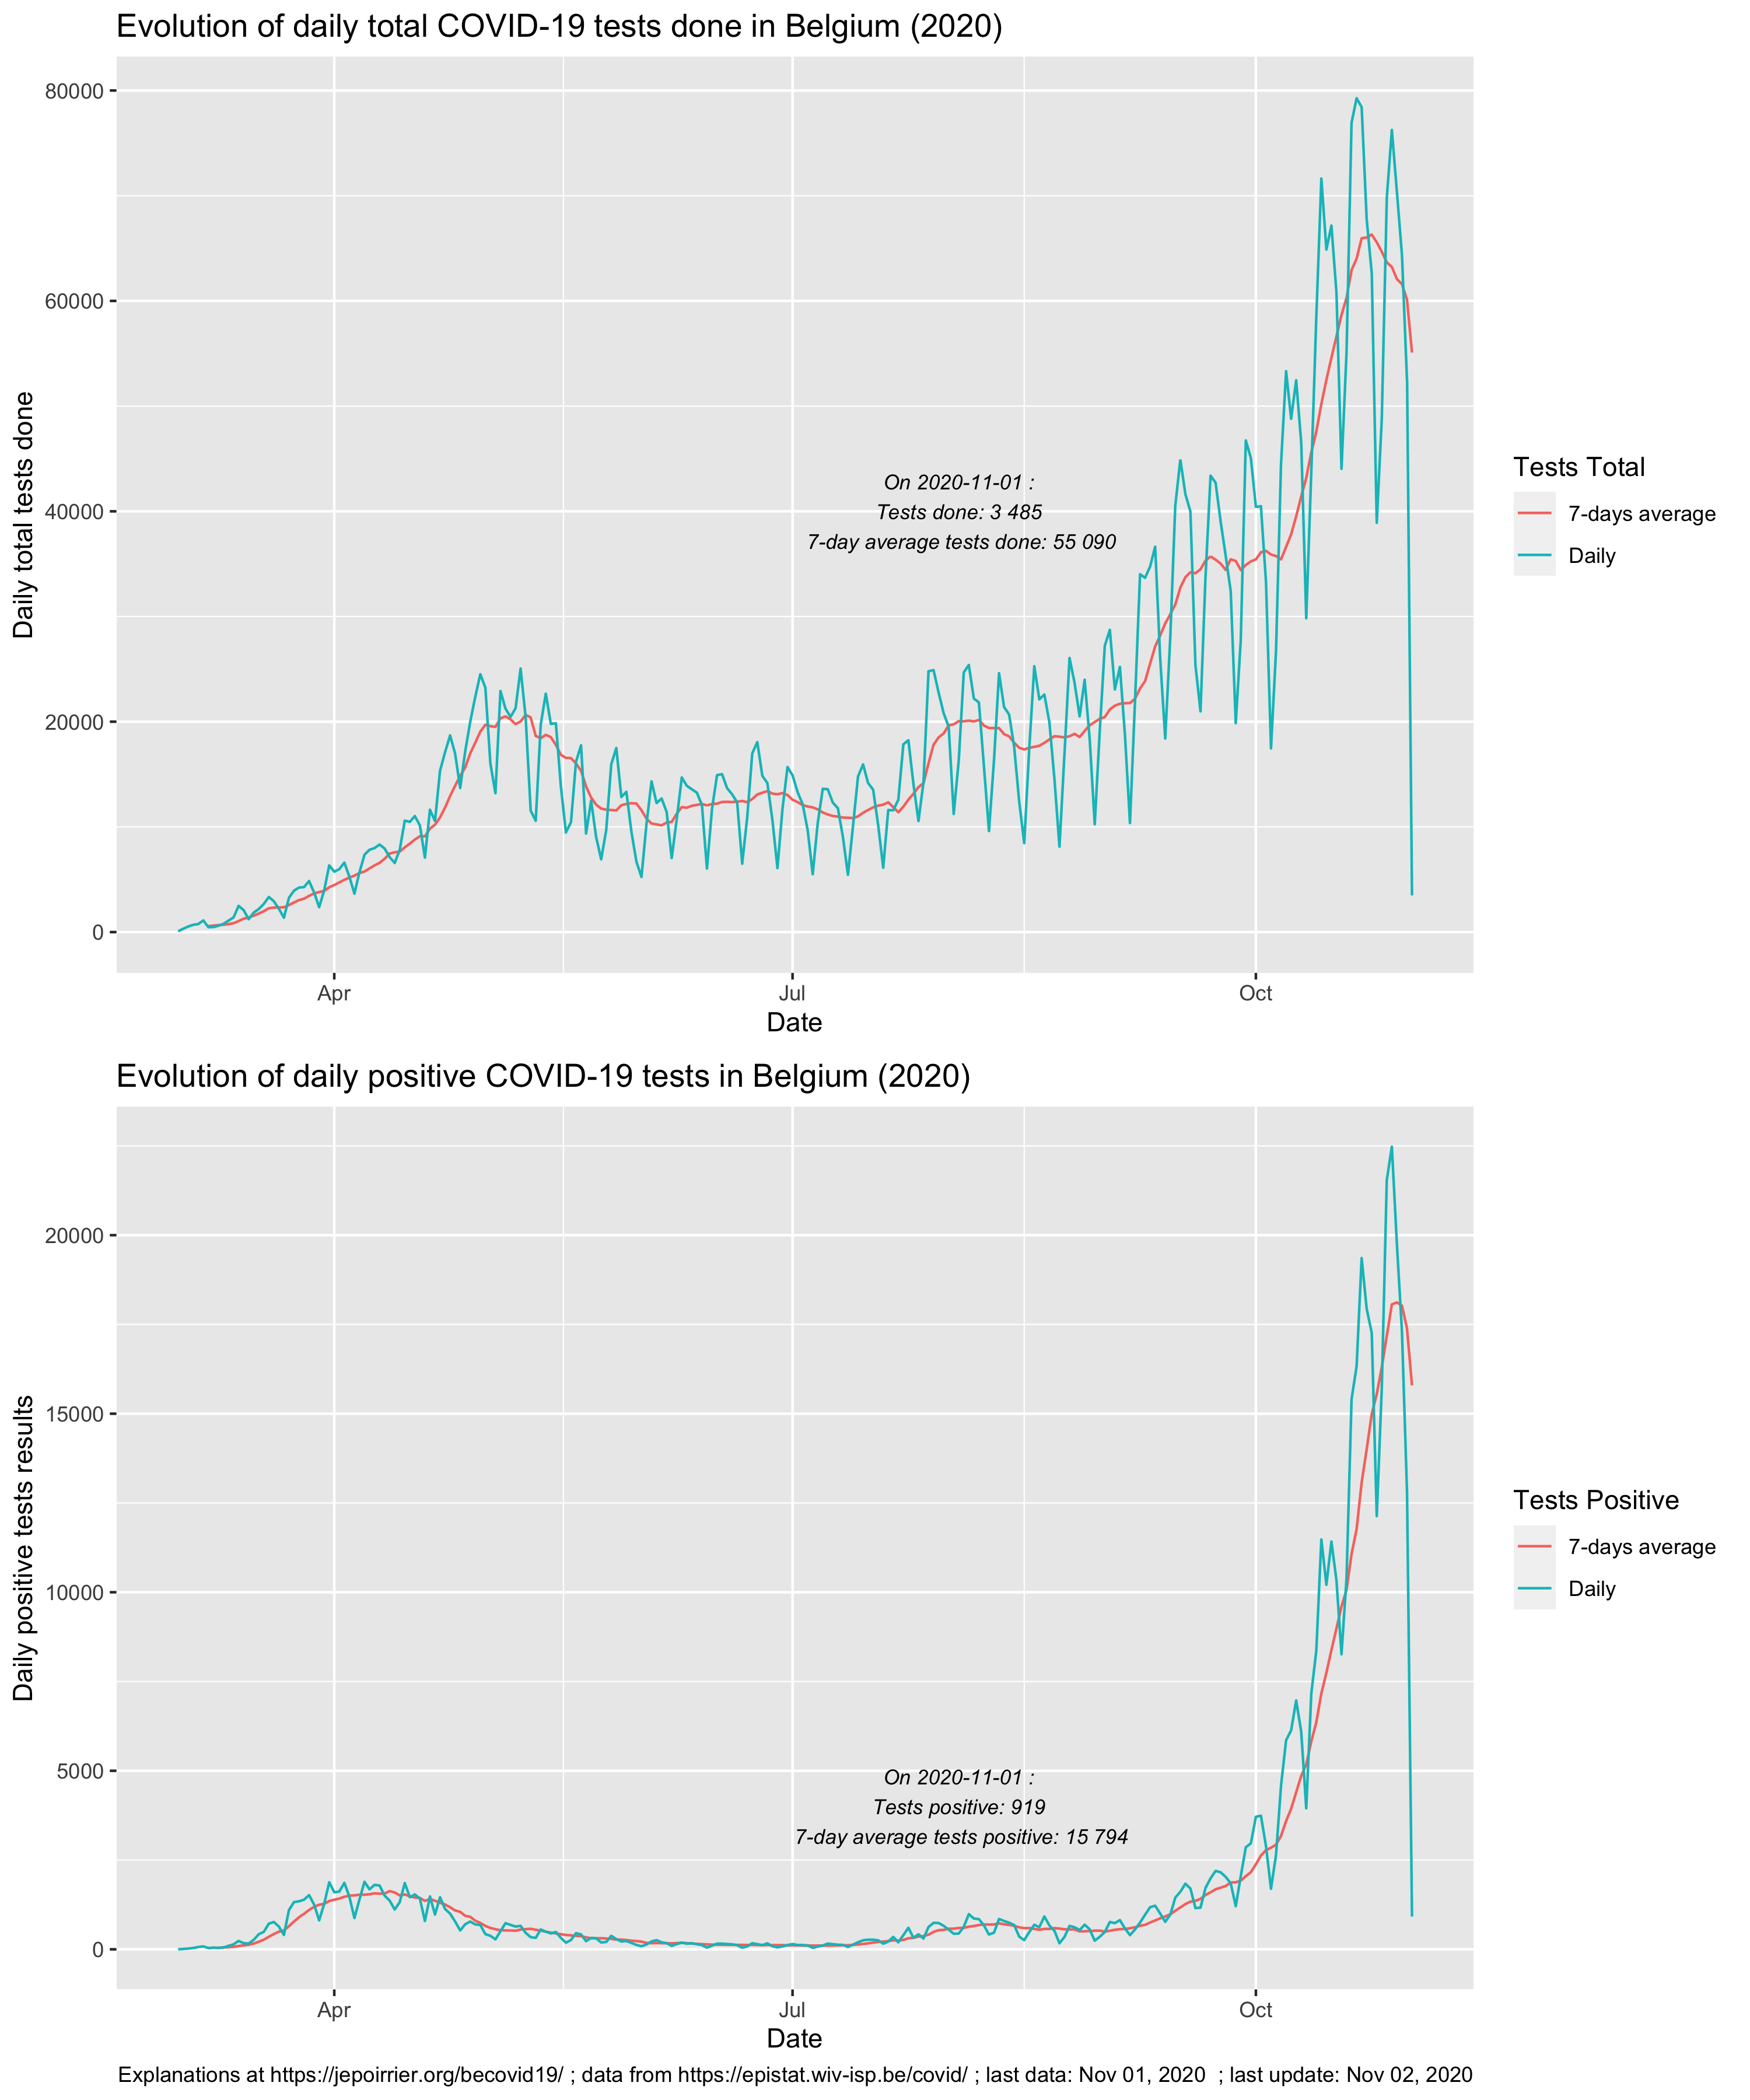 Evolution of daily total COVID-19 tests done in Belgium (2020)
Daily total tests done
80000
60000
40000
20000
0
On 2020-11-01 :
Tests done: 3 485
7-day average tests done: 55 090
Apr
Jul
Oct
Date
Tests Total
7-days average
Daily
Evolution of daily positive COVID-19 tests in Belgium (2020)
Daily positive tests results
20000
15000
10000
5000
0
On 2020-11-01 :
Tests positive: 919
7-day average tests positive: 15 794
Apr
Jul
Oct
Date
Tests Positive
7-days average
Daily
Explanations at https://jepoirrier.org/becovid19/ ; data from https://epistat.wiv-isp.be/covid/ ; last data: Nov 01, 2020  ; last update: Nov 02, 2020